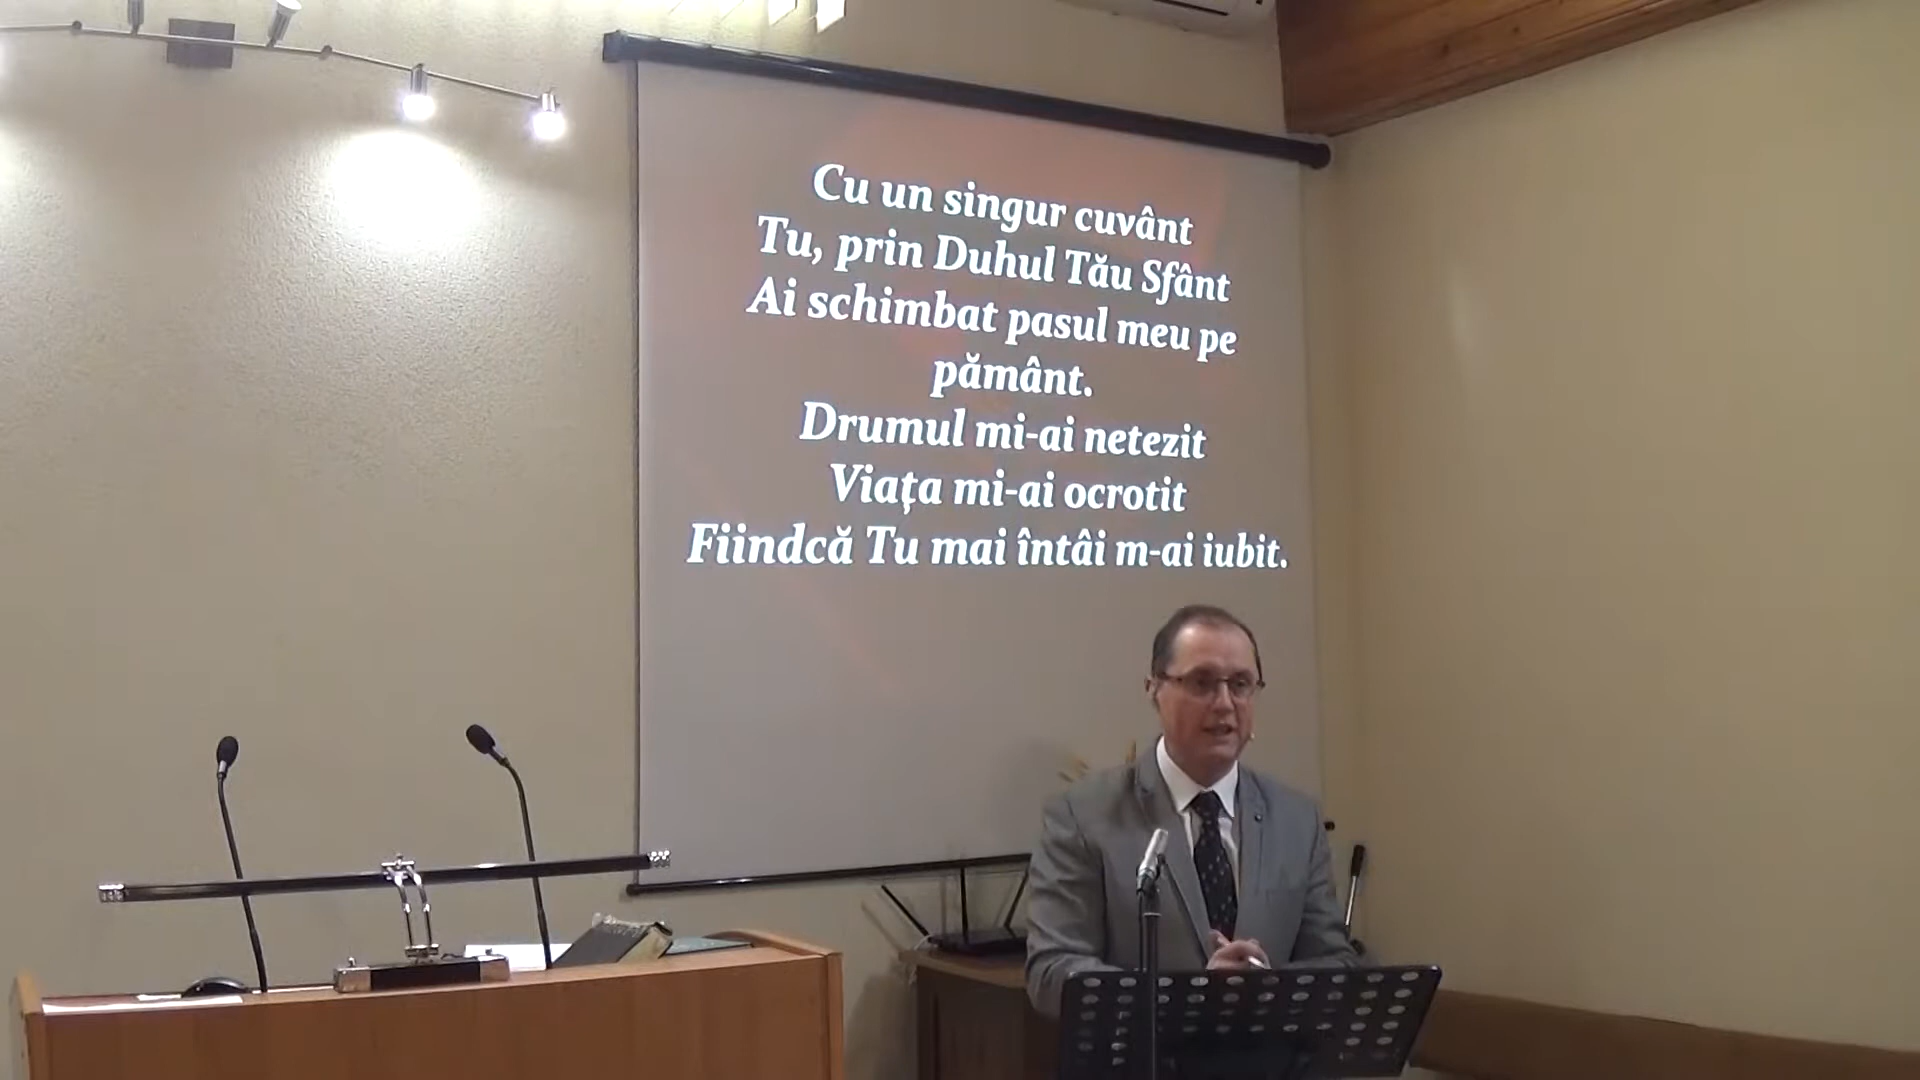 Cu un singur cuvânt
Tu, prin Duhul Tău Sfânt
Ai schimbat pasul meu pe
pământ.
Drumul mi-ai netezit
Viața mi-ai ocrotit
Fiindcă Tu mai întâi m-ai iubit.